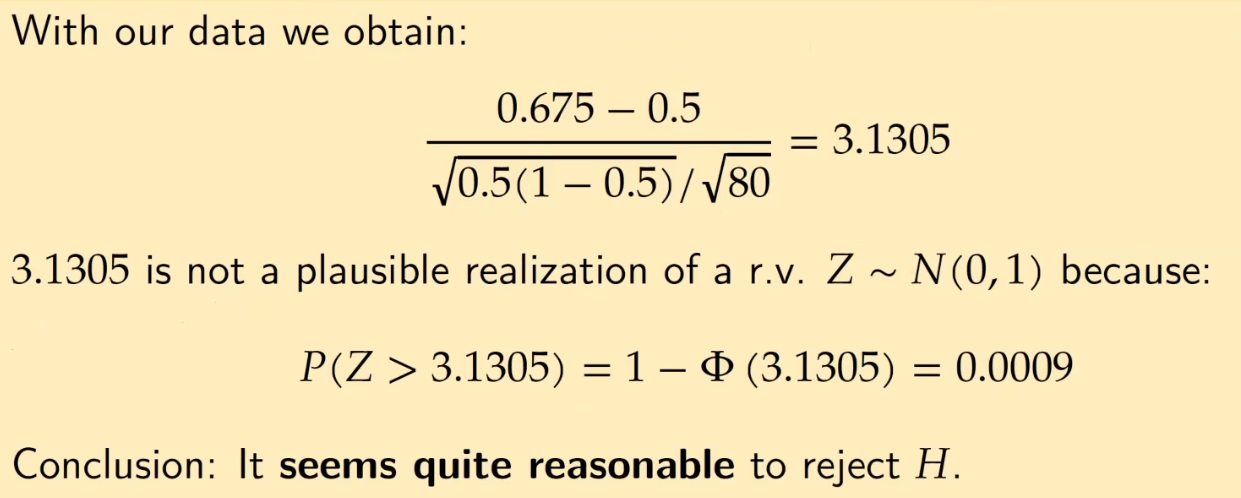 With our data we obtain:
\frac{0.675 − 0.5}{\sqrt{0.5(1 − 0.5)}/\sqrt{80}} = 3.1305
3.1305 is not a plausible realization of a r.v. Z ∼ N(0, 1) because:
P(Z > 3.1305) = 1 − Φ (3.1305) = 0.0009
Conclusion: It seems quite reasonable to reject H.